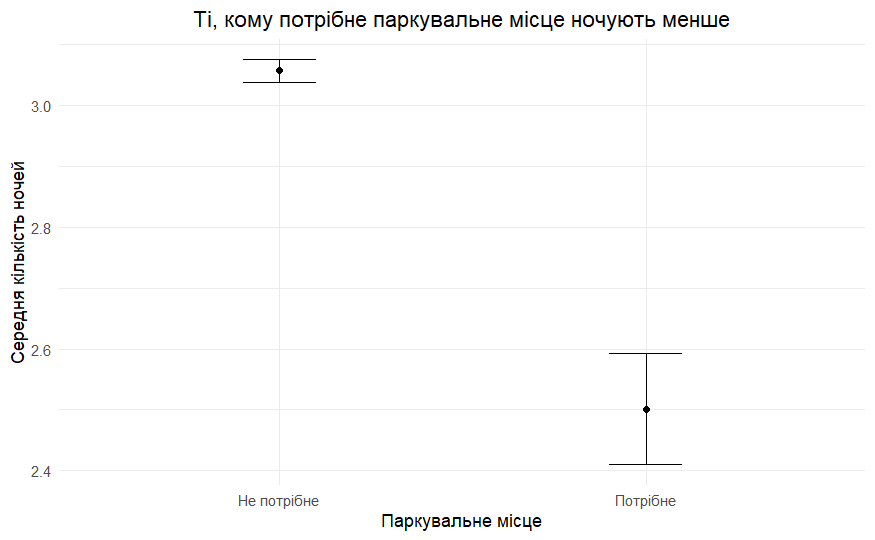 Ті, кому потрібне паркувальне місце ночують менше
Середня кількість ночей
3.0
2.8
2.6
2.4
Не потрібне
Потрібне
Паркувальне місце